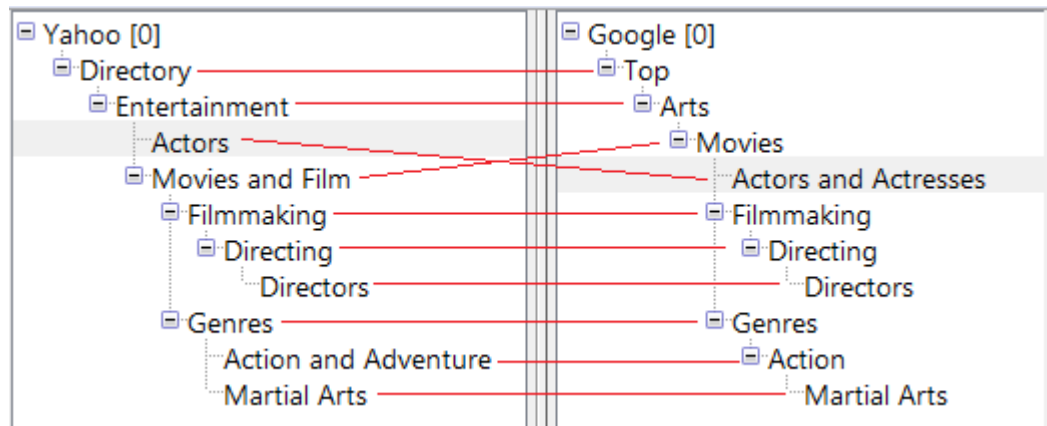 Yahoo [0]
Directory
Entertainment
Actors
Movies and Film
Filmmaking
Directing
Directors
Genres
Action and Adventure
Martial Arts
Google [0]
Top
Arts
Movies
Actors and Actresses
Filmmaking
Directing
Directors
Genres
Action
Martial Arts